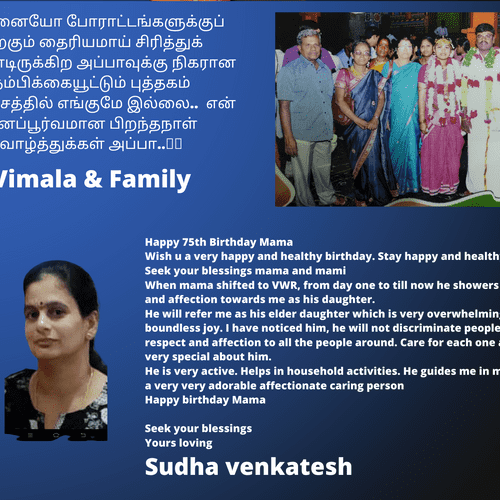 போராட்டங்களுக்குப்
தைரியமாய் சிரித்துக்
அப்பாவுக்கு நிகரான
புத்தகம்
எங்குமே இல்லை.. என்
பிறந்தநாள்
வாழ்த்துக்கள் அப்பா..
Vimala & Family
Happy 75th Birthday Mama
Wish u a very happy and healthy birthday. Stay happy and
Seek your blessings mama and mami
When mama shifted to VWR, from day one to till now he showers
and affection towards me as his daughter.
He will refer me as his elder daughter which is very
boundless joy. I have noticed him, he will not discriminate
respect and affection to all the people around. Care for each one
very special about him.
He is very active. Helps in household activities. He guides me in
a very very adorable affectionate caring person
Happy birthday Mama
Seek your blessings
Yours loving
Sudha venkatesh